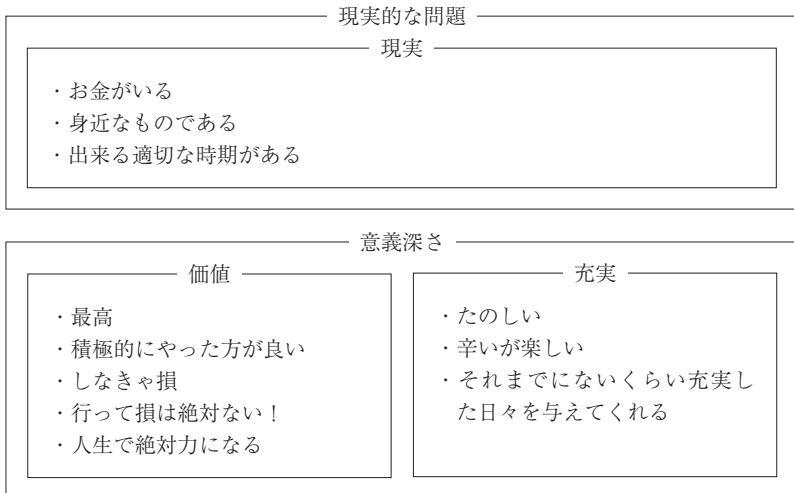 現実的な問題
現実
・お金がいる
・身近なものである
・出来る適切な時期がある
意義深さ
価値
・最高
・積極的にやった方が良い
・しなきゃ損
・行って損は絶対ない！
・人生で絶対力になる
充実
・たのしい
・辛いが楽しい
・それまでにないくらい充実し
た日々を与えてくれる